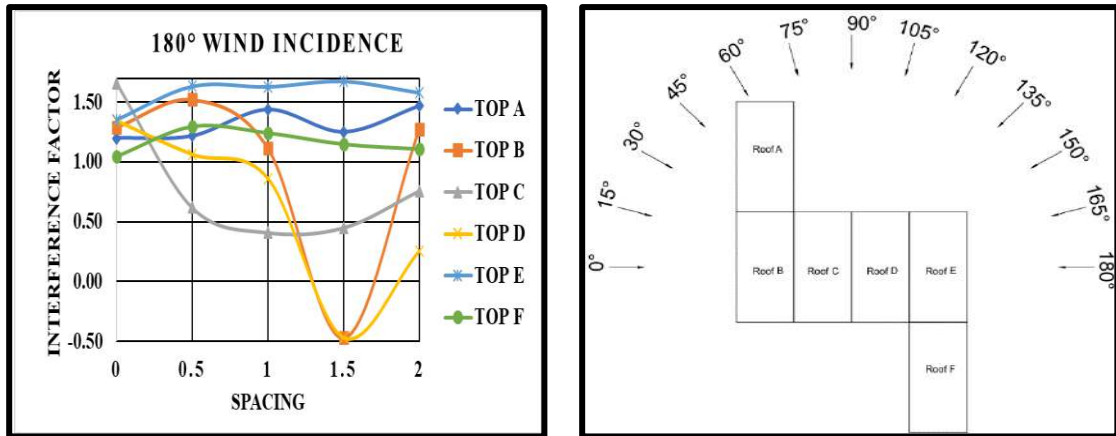 180° WIND INCIDENCE
INTERFERENCE FACTOR
1.50
1.00
0.50
0.00
-0.50
0 0.5 1 1.5 2
SPACING
TOP A
TOP B
TOP C
TOP D
TOP E
TOP F
0°
15°
30°
45°
60°
75°
90°
105°
120°
135°
150°
165°
180°
Roof A
Roof B Roof C Roof D Roof E
Roof F